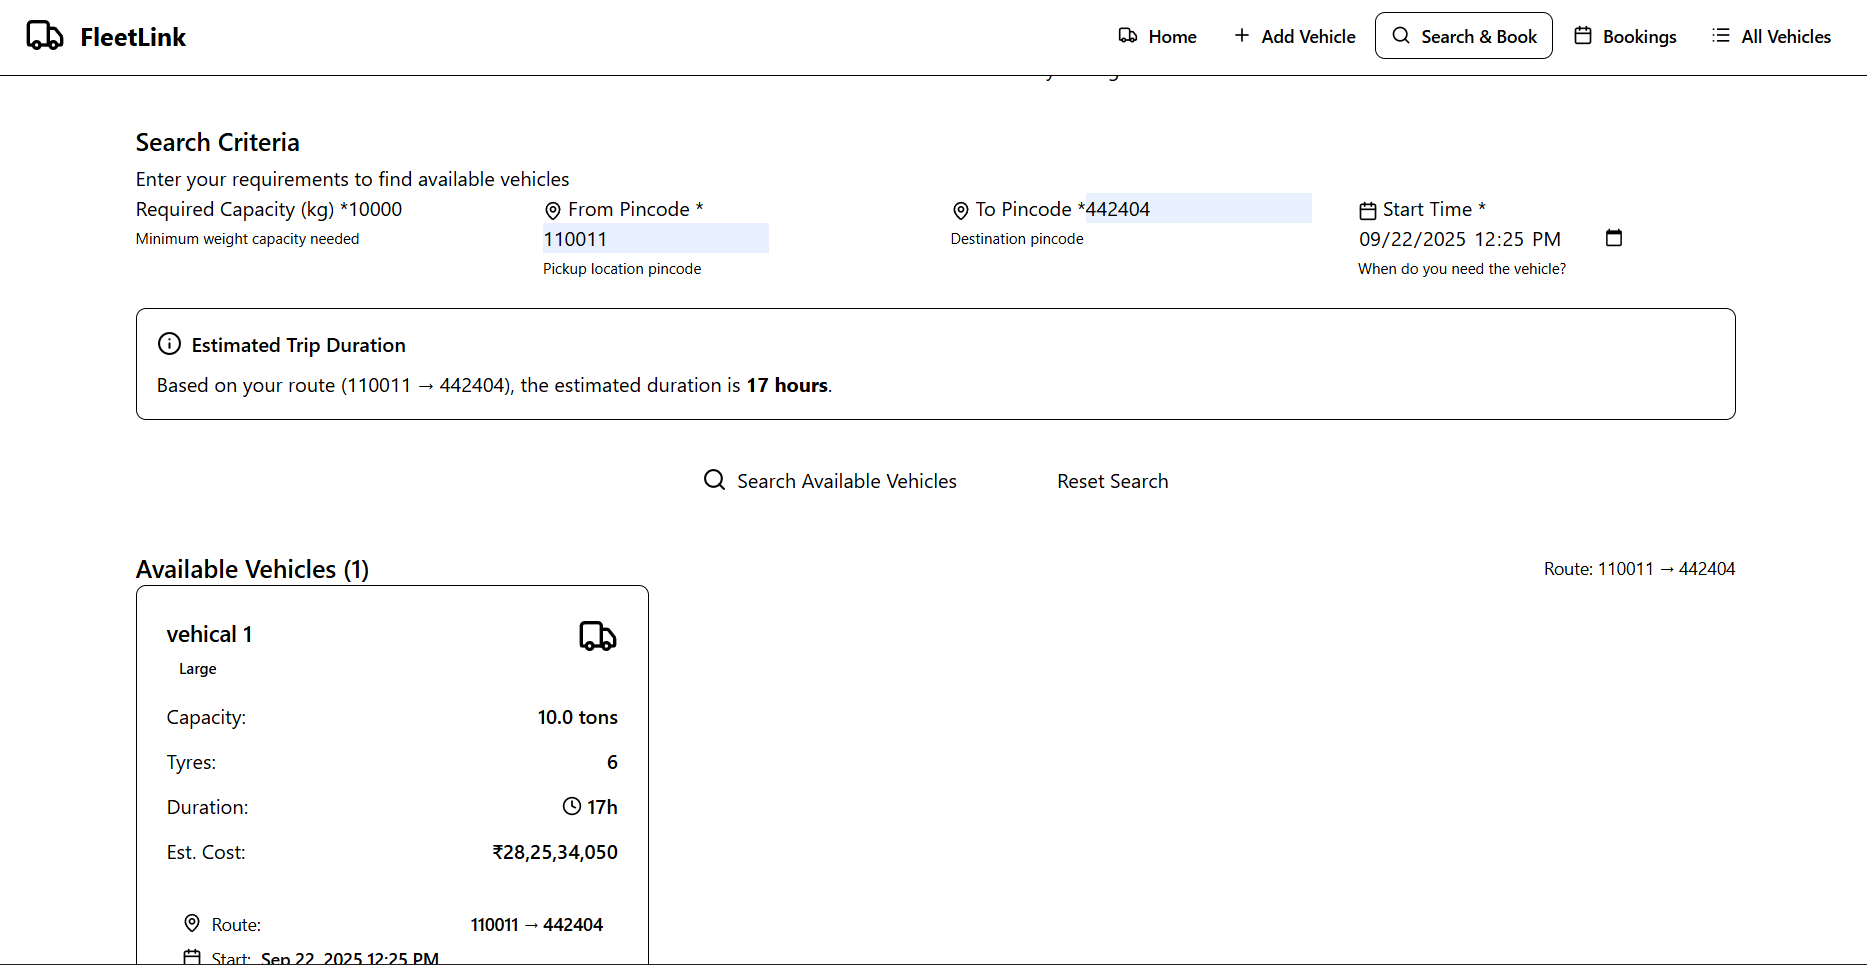 FleetLink
Home
Add Vehicle
Search & Book
Bookings
All Vehicles
Search Criteria
Enter your requirements to find available vehicles
Required Capacity (kg) *10000
Minimum weight capacity needed
From Pincode *
110011
Pickup location pincode
To Pincode *442404
Destination pincode
Start Time *
09/22/2025 12:25 PM
When do you need the vehicle?
Estimated Trip Duration
Based on your route (110011 → 442404), the estimated duration is 17 hours.
Search Available Vehicles
Reset Search
Available Vehicles (1)
Route: 110011 → 442404
vehical 1
Large
Capacity: 10.0 tons
Tyres: 6
Duration: 17h
Est. Cost: ₹28,25,34,050
Route: 110011 → 442404
Start: Sep 22, 2025 12:25 PM